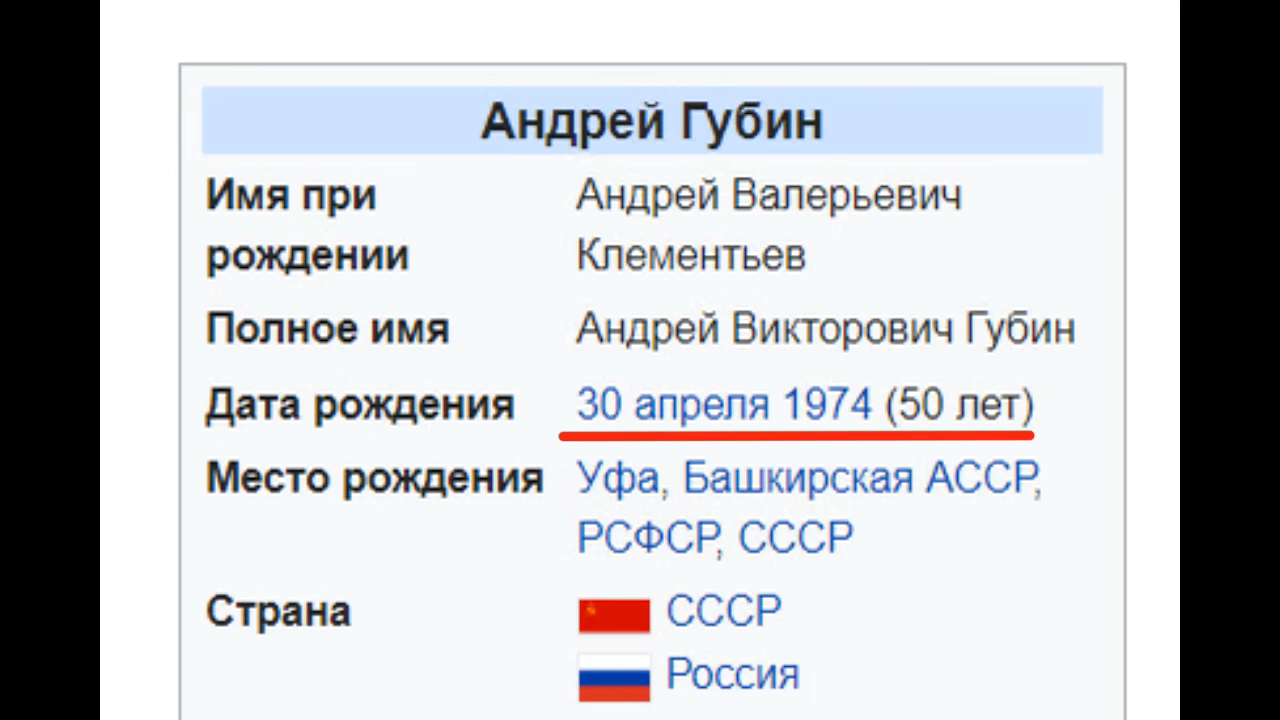 Андрей Губин
Имя при Андрей Валерьевич
рождении Клементьев
Полное имя Андрей Викторович Губин
Дата рождения 30 апреля 1974 (50 лет)
Место рождения Уфа, Башкирская АССР,
РСФСР, СССР
Страна СССР
Россия